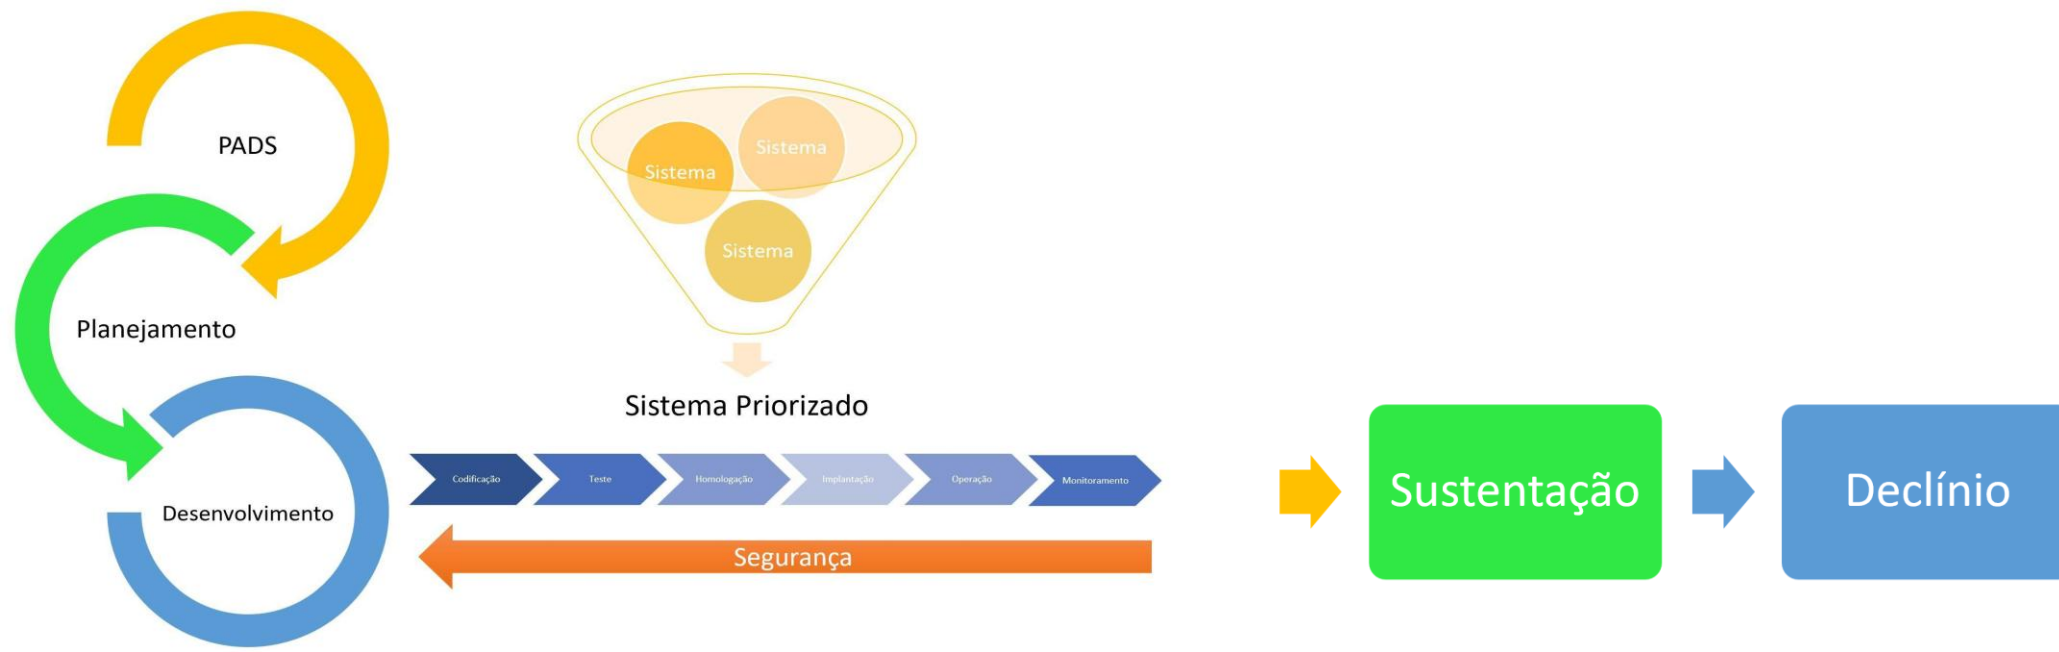 PADS
Planejamento
Desenvolvimento
Sistema
Sistema
Sistema
Sistema Priorizado
Codificação
Teste
Homologação
Implantação
Operação
Monitoramento
Segurança
Sustentação
Declínio